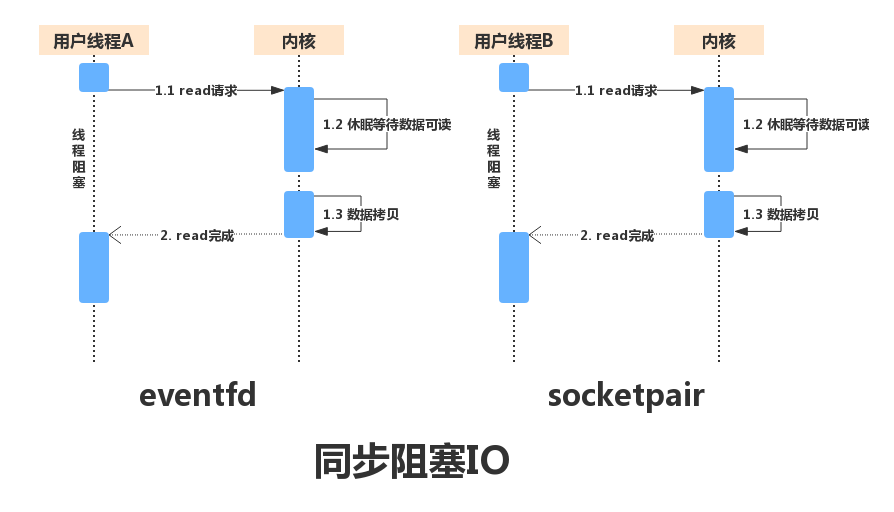 用户线程A
内核
1.1 read请求
线程阻塞
1.2 休眠等待数据可读
1.3 数据拷贝
2. read完成
eventfd
用户线程B
内核
1.1 read请求
线程阻塞
1.2 休眠等待数据可读
1.3 数据拷贝
2. read完成
socketpair
同步阻塞IO